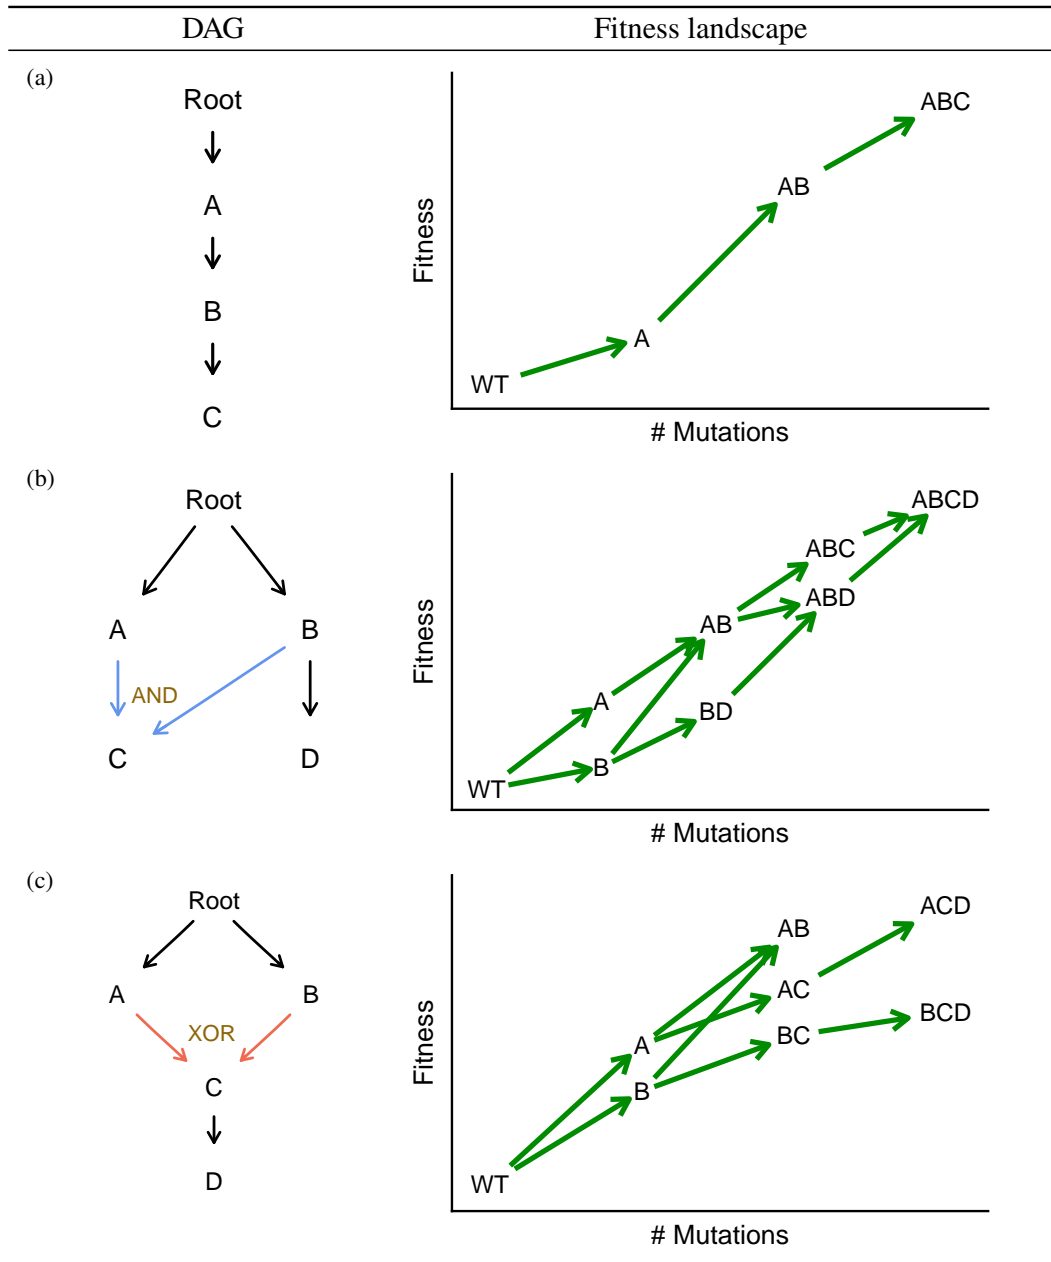 DAG Fitness landscape
(a)
Root
A
B
C
Fitness
ABC
AB
A
WT
# Mutations
(b)
Root
A B
AND
C D
Fitness
ABCD
ABC
ABD
AB
BD
A
B
WT
# Mutations
(c)
Root
A B
XOR
C
D
Fitness
ACD
AB
AC
BCD
BC
A
B
WT
# Mutations